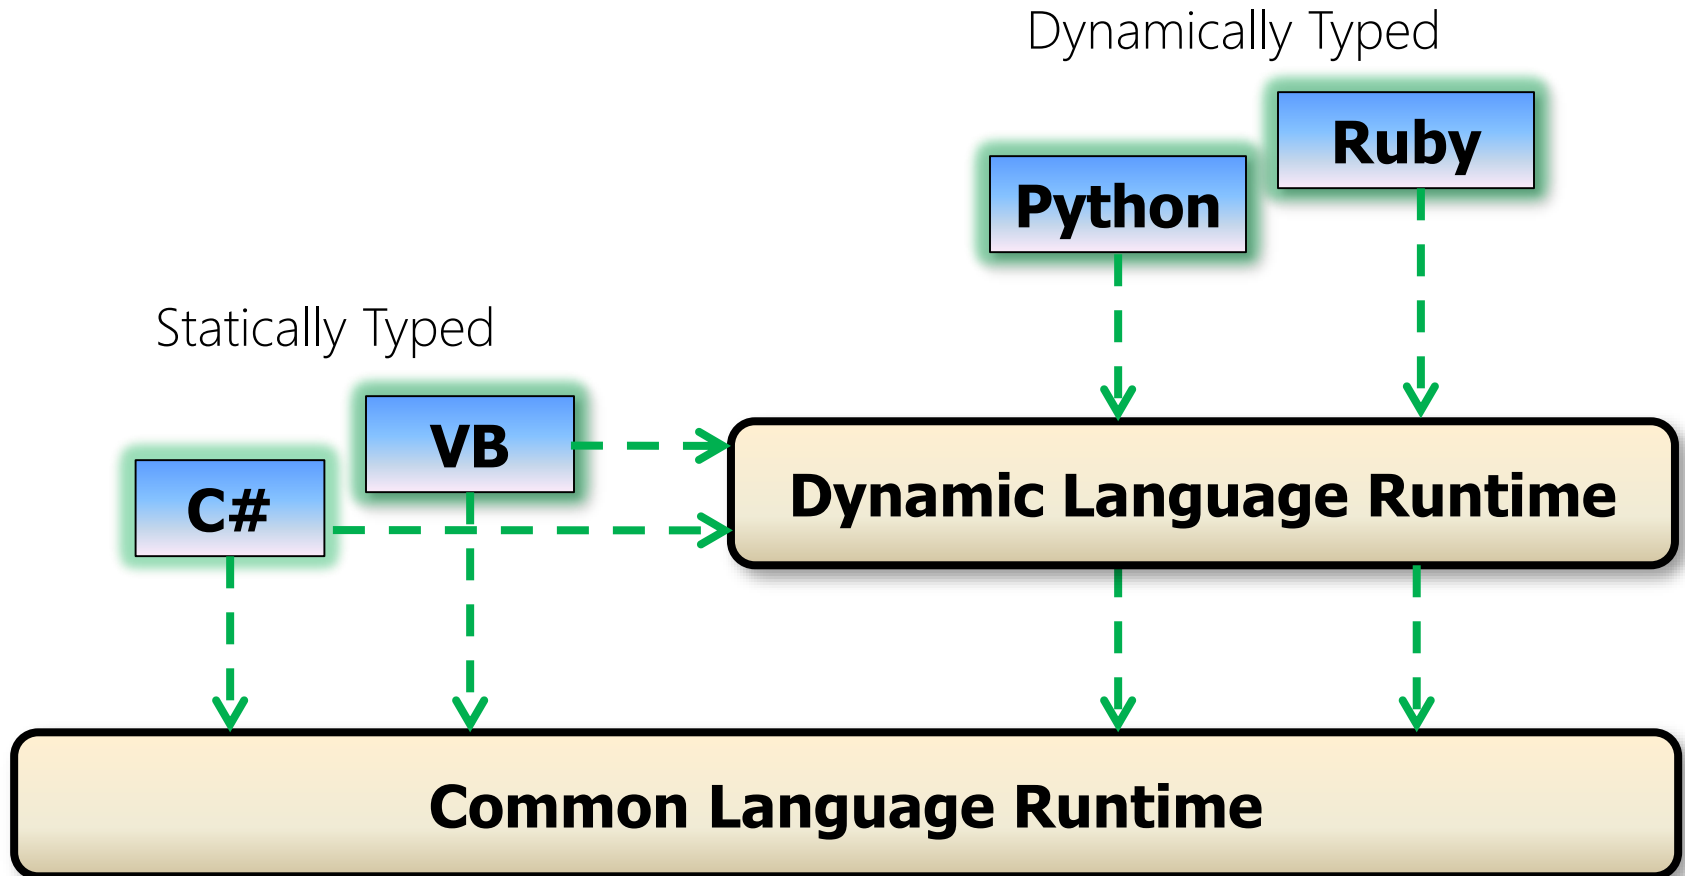 Dynamically Typed
Ruby
Python
Statically Typed
VB
C#
Dynamic Language Runtime
Common Language Runtime